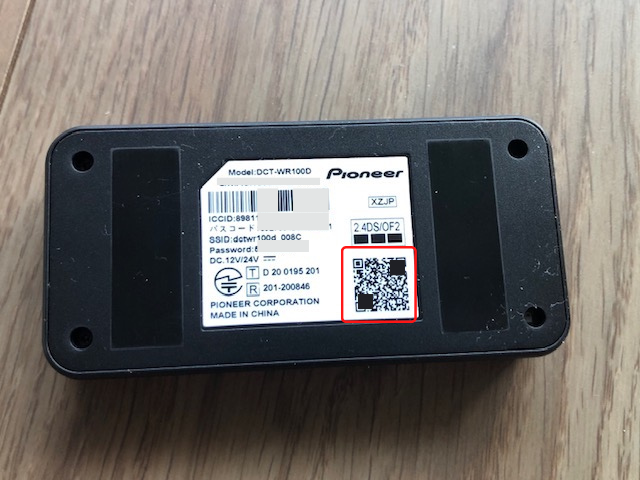 Model:DCT-WR100D
Pioneer
XZJP
ICCID:8981
パスコード
1
SSID:dctwr100d_008C
2.4DS/OF2
Password:
DC.12V/24V
T D 20 0195 201
R 201-200846
PIONEER CORPORATION
MADE IN CHINA